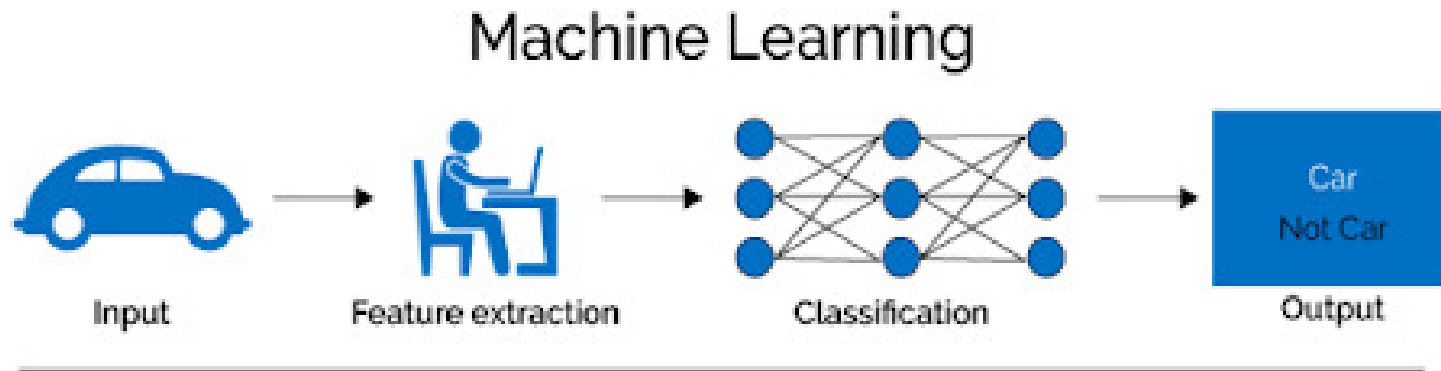 Machine Learning
Car
Not Car
Input
Feature extraction
Classification
Output